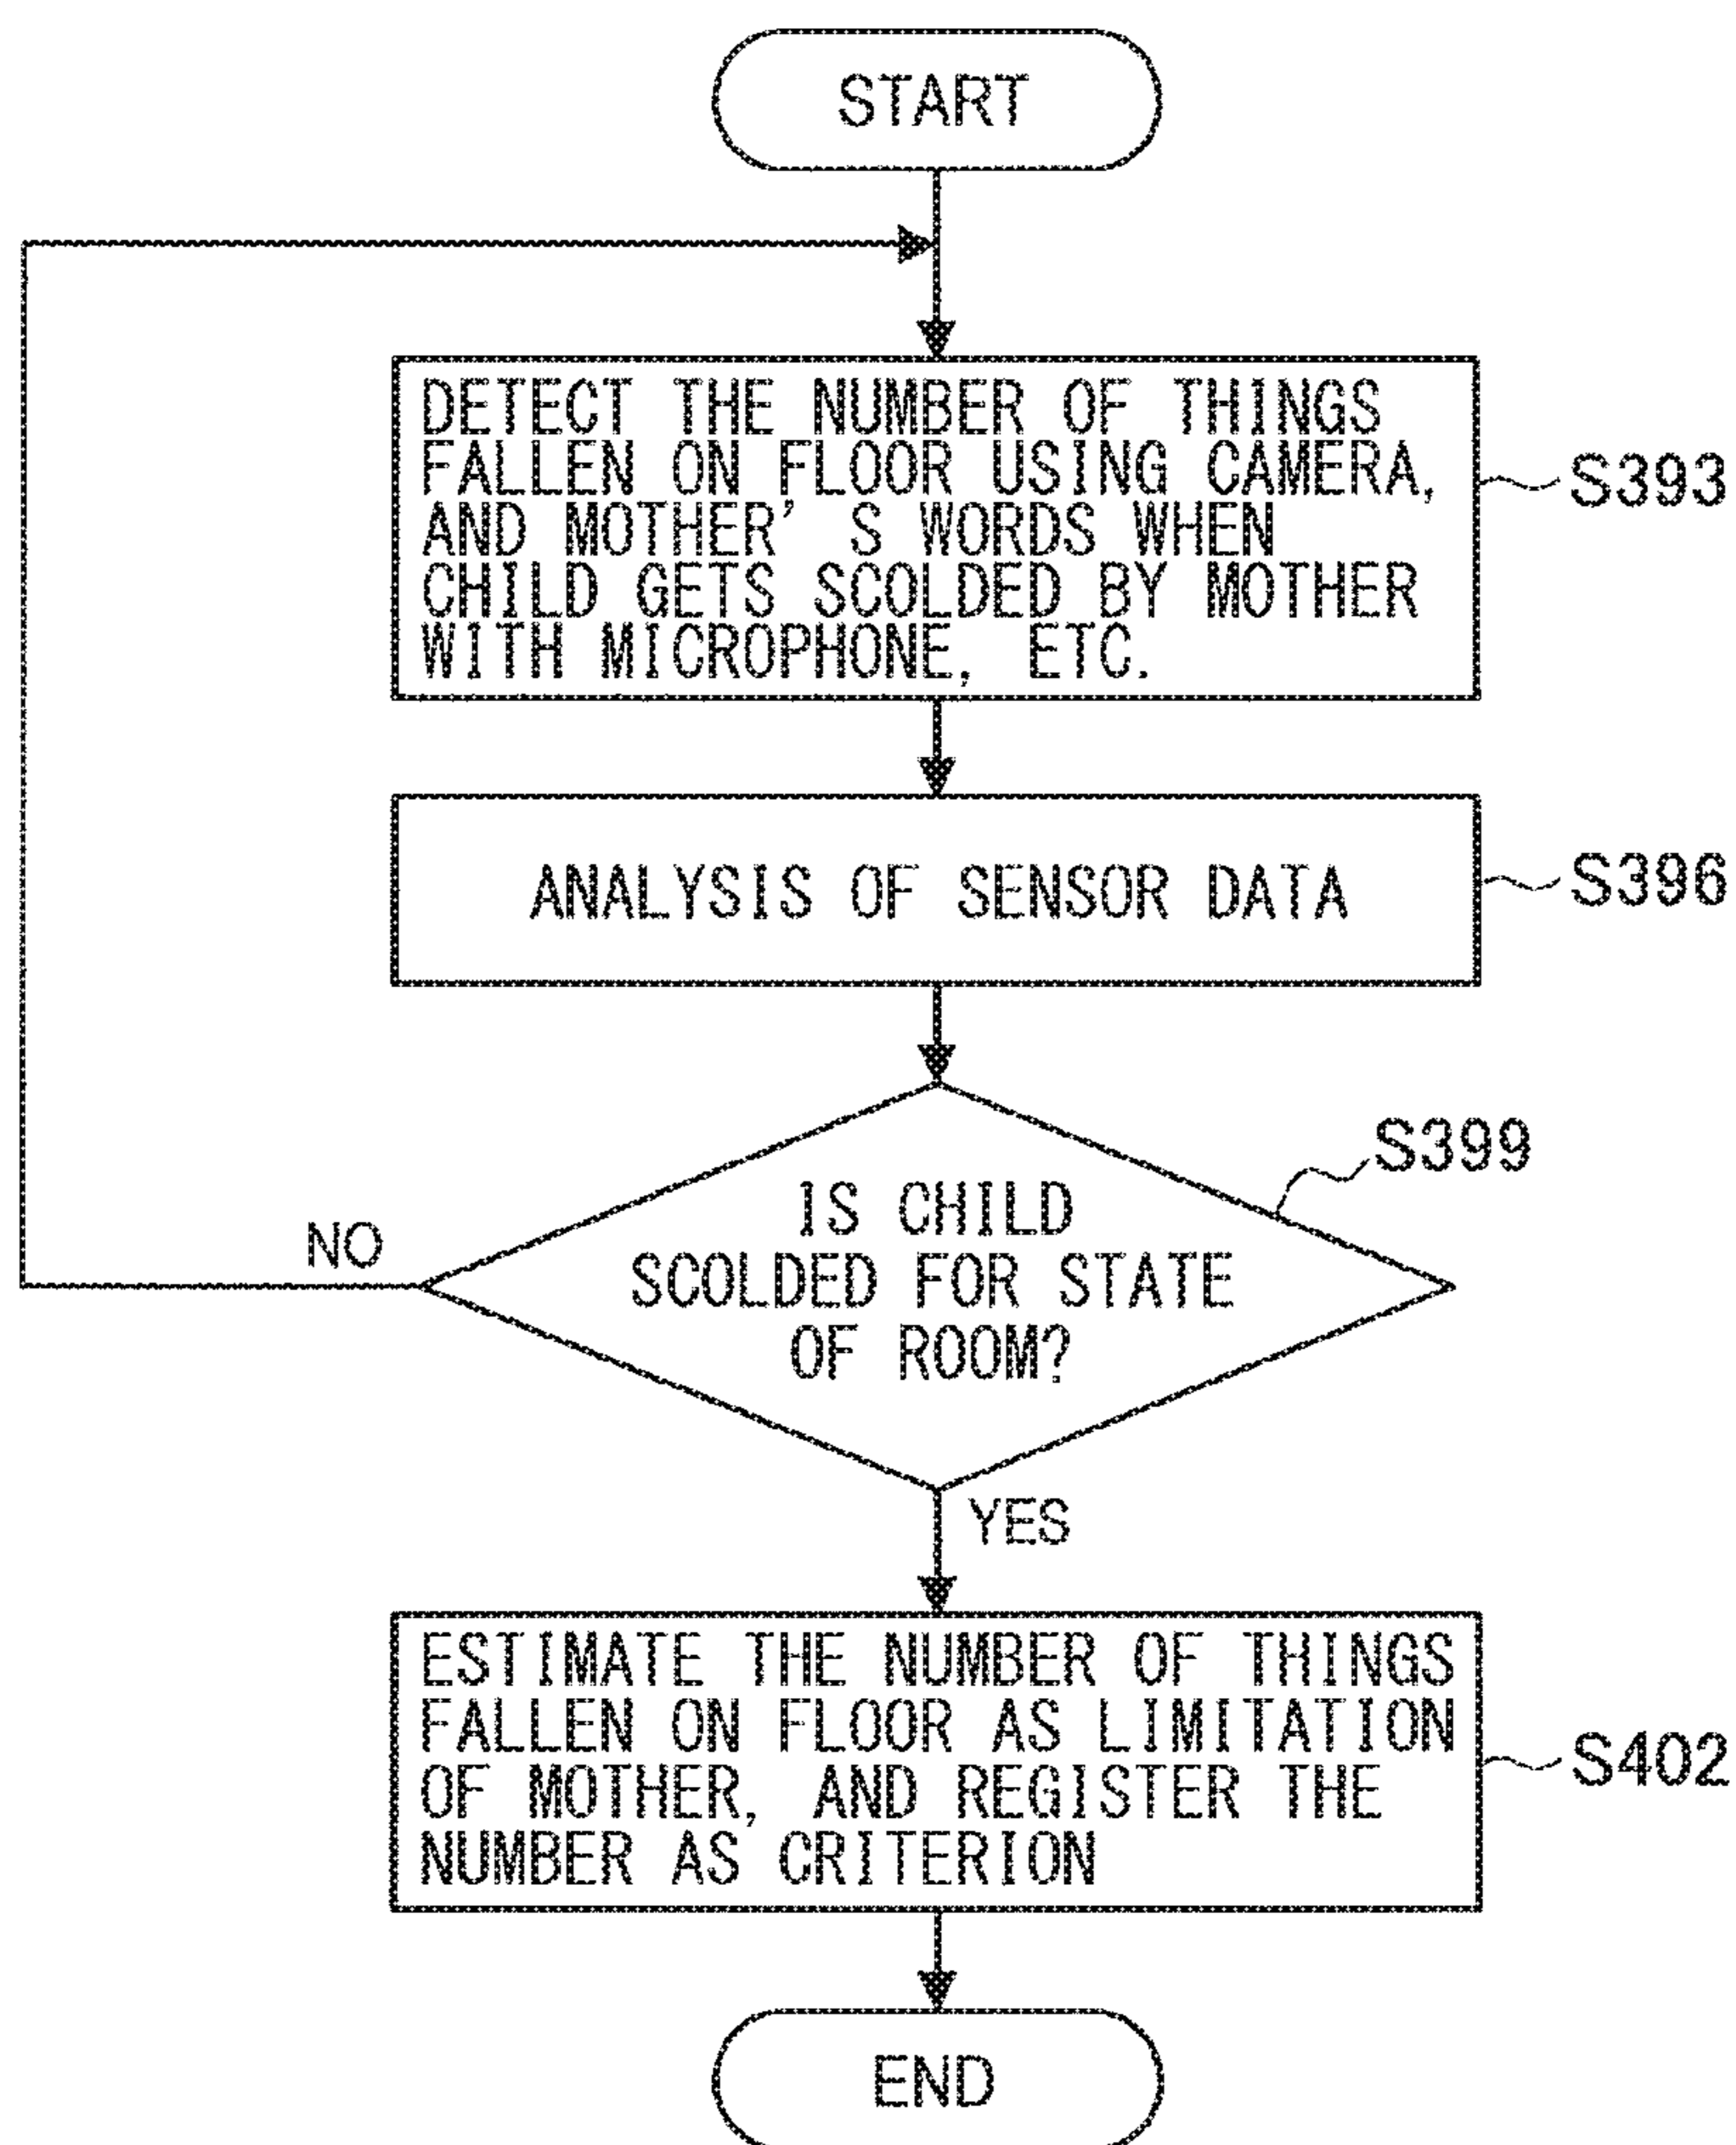 START
DETECT THE NUMBER OF THINGS
FALLEN ON FLOOR USING CAMERA,
AND MOTHER'S WORDS WHEN
CHILD GETS SCOLDED BY MOTHER
WITH MICROPHONE, ETC.
S393
ANALYSIS OF SENSOR DATA
S396
S399
IS CHILD
SCOLDED FOR STATE
OF ROOM?
NO
YES
ESTIMATE THE NUMBER OF THINGS
FALLEN ON FLOOR AS LIMITATION
OF MOTHER, AND REGISTER THE
NUMBER AS CRITERION
S402
END